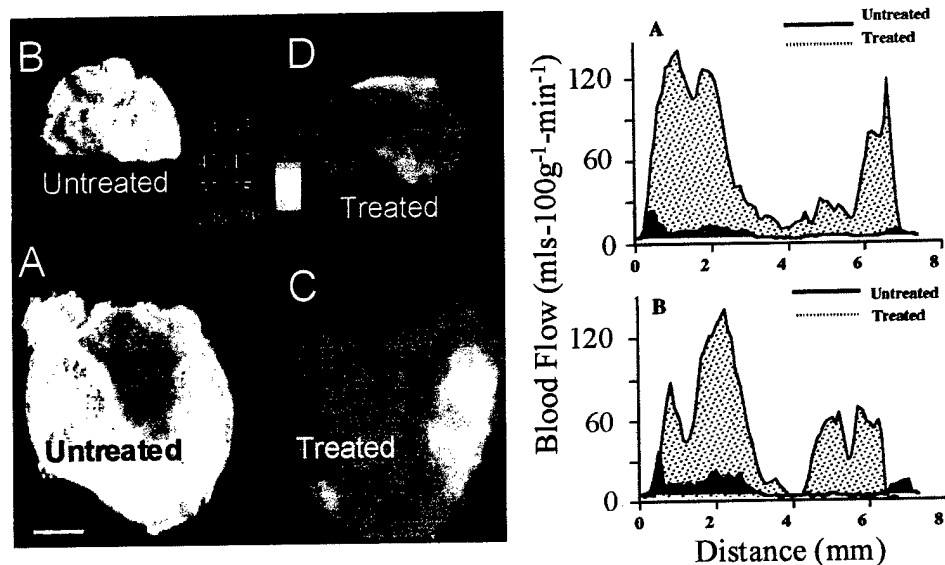 B
D
Untreated
Treated
A
C
Untreated
Treated
Blood Flow (mls-100g⁻¹-min⁻¹)
A
Untreated
Treated
120
60
0
0 2 4 6 8
B
Untreated
Treated
120
60
0
0 2 4 6 8
Distance (mm)